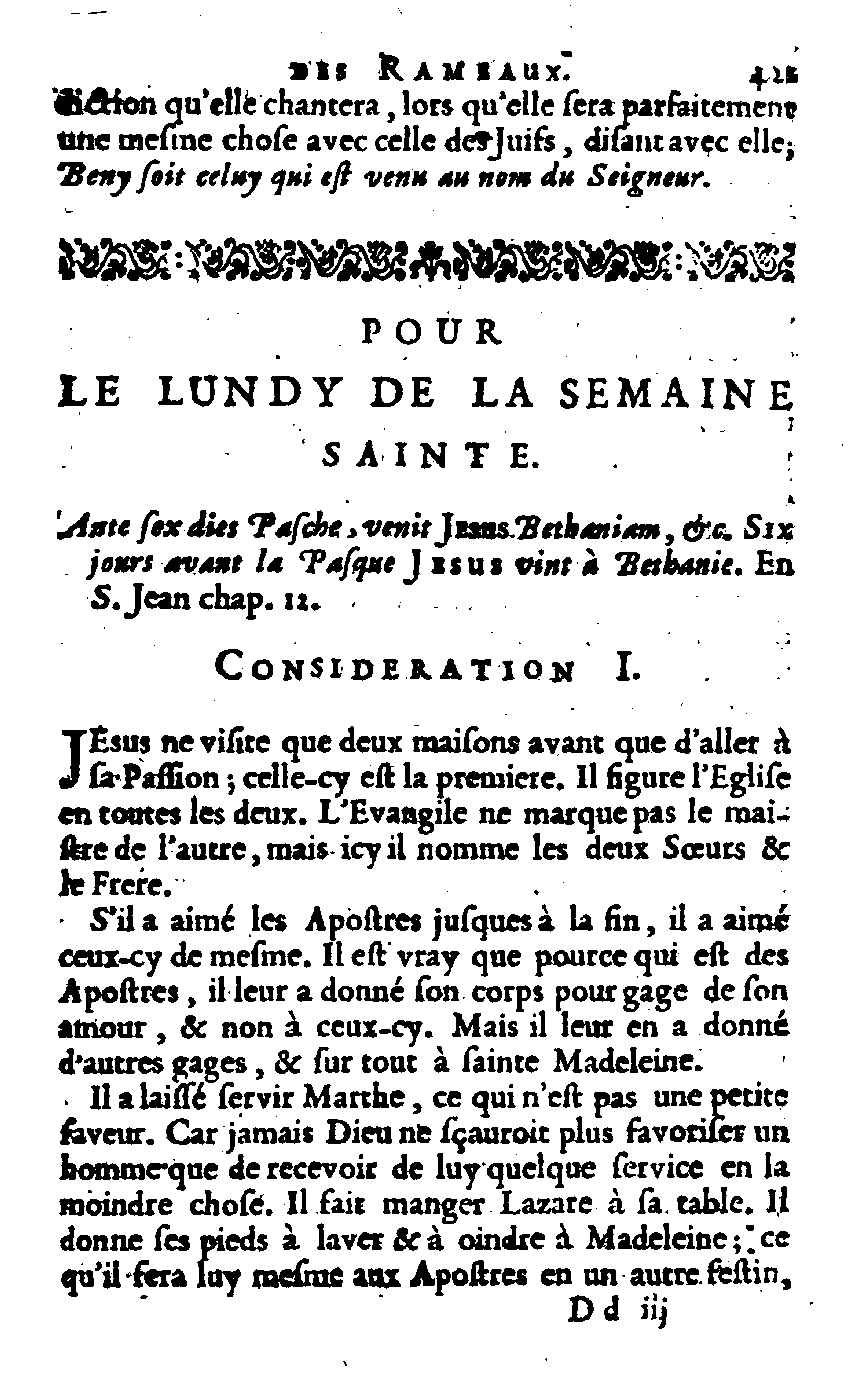 DES RAMEAUX. 421
diction qu'elle chantera, lors qu'elle ſera parfaitement
une meſme choſe avec celle des Juifs, diſant avec elle;
Beny ſoit celuy qui eſt venu au nom du Seigneur.
POUR
LE LUNDY DE LA SEMAINE
SAINTE.
Ante ſex dies Paſche, venit JESUS Bethaniam, &c. Six
jours avant la Paſque JESUS vint à Bethanie. En
S. Jean chap. 12.
CONSIDERATION I.
JEsus ne viſite que deux maiſons avant que d'aller à
ſa Paſſion; celle-cy eſt la premiere. Il figure l'Egliſe
en toutes les deux. L'Evangile ne marque pas le mai-
ſtre de l'autre, mais icy il nomme les deux Sœurs &
le Frere.
S'il a aimé les Apoſtres juſques à la fin, il a aimé
ceux-cy de meſme. Il eſt vray que pource qui eſt des
Apoſtres, il leur a donné ſon corps pour gage de ſon
amour, & non à ceux-cy. Mais il leur en a donné
d'autres gages, & ſur tout à ſainte Madeleine.
Il a laiſſé ſervir Marthe, ce qui n'eſt pas une petite
faveur. Car jamais Dieu ne ſçauroit plus favoriſer un
homme que de recevoir de luy quelque ſervice en la
moindre choſe. Il fait manger Lazare à ſa table. Il
donne ſes pieds à laver & à oindre à Madeleine; ce
qu'il fera luy meſme aux Apoſtres en un autre feſtin,
D d iij